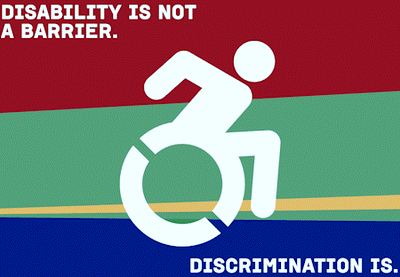 DISABILITY IS NOT
A BARRIER.
DISCRIMINATION IS.